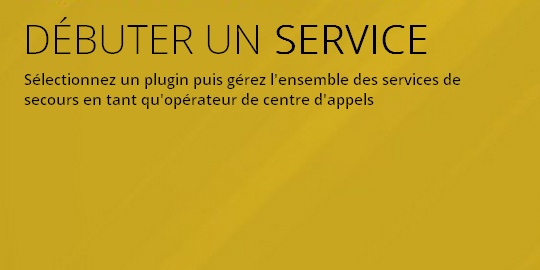 DÉBUTER UN SERVICE
Sélectionnez un plugin puis gérez l'ensemble des services de
secours en tant qu'opérateur de centre d'appels